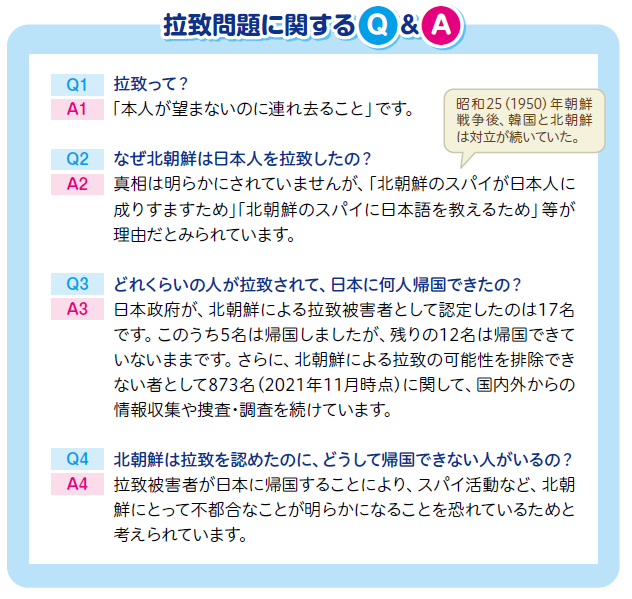 拉致問題に関するQ&A
Q1 拉致って？
A1 「本人が望まないのに連れ去ること」です。
昭和25（1950）年朝鮮
戦争後、韓国と北朝鮮
は対立が続いていた。
Q2 なぜ北朝鮮は日本人を拉致したの？
A2 真相は明らかにされていませんが、「北朝鮮のスパイが日本人に
成りすますため」「北朝鮮のスパイに日本語を教えるため」等が
理由だとみられています。
Q3 どれくらいの人が拉致されて、日本に何人帰国できたの？
A3 日本政府が、北朝鮮による拉致被害者として認定したのは17名
です。このうち5名は帰国しましたが、残りの12名は帰国できて
いないままです。さらに、北朝鮮による拉致の可能性を排除でき
ない者として873名（2021年11月時点）に関して、国内外からの
情報収集や捜査・調査を続けています。
Q4 北朝鮮は拉致を認めたのに、どうして帰国できない人がいるの？
A4 拉致被害者が日本に帰国することにより、スパイ活動など、北朝
鮮にとって不都合なことが明らかになることを恐れているためと
考えられています。